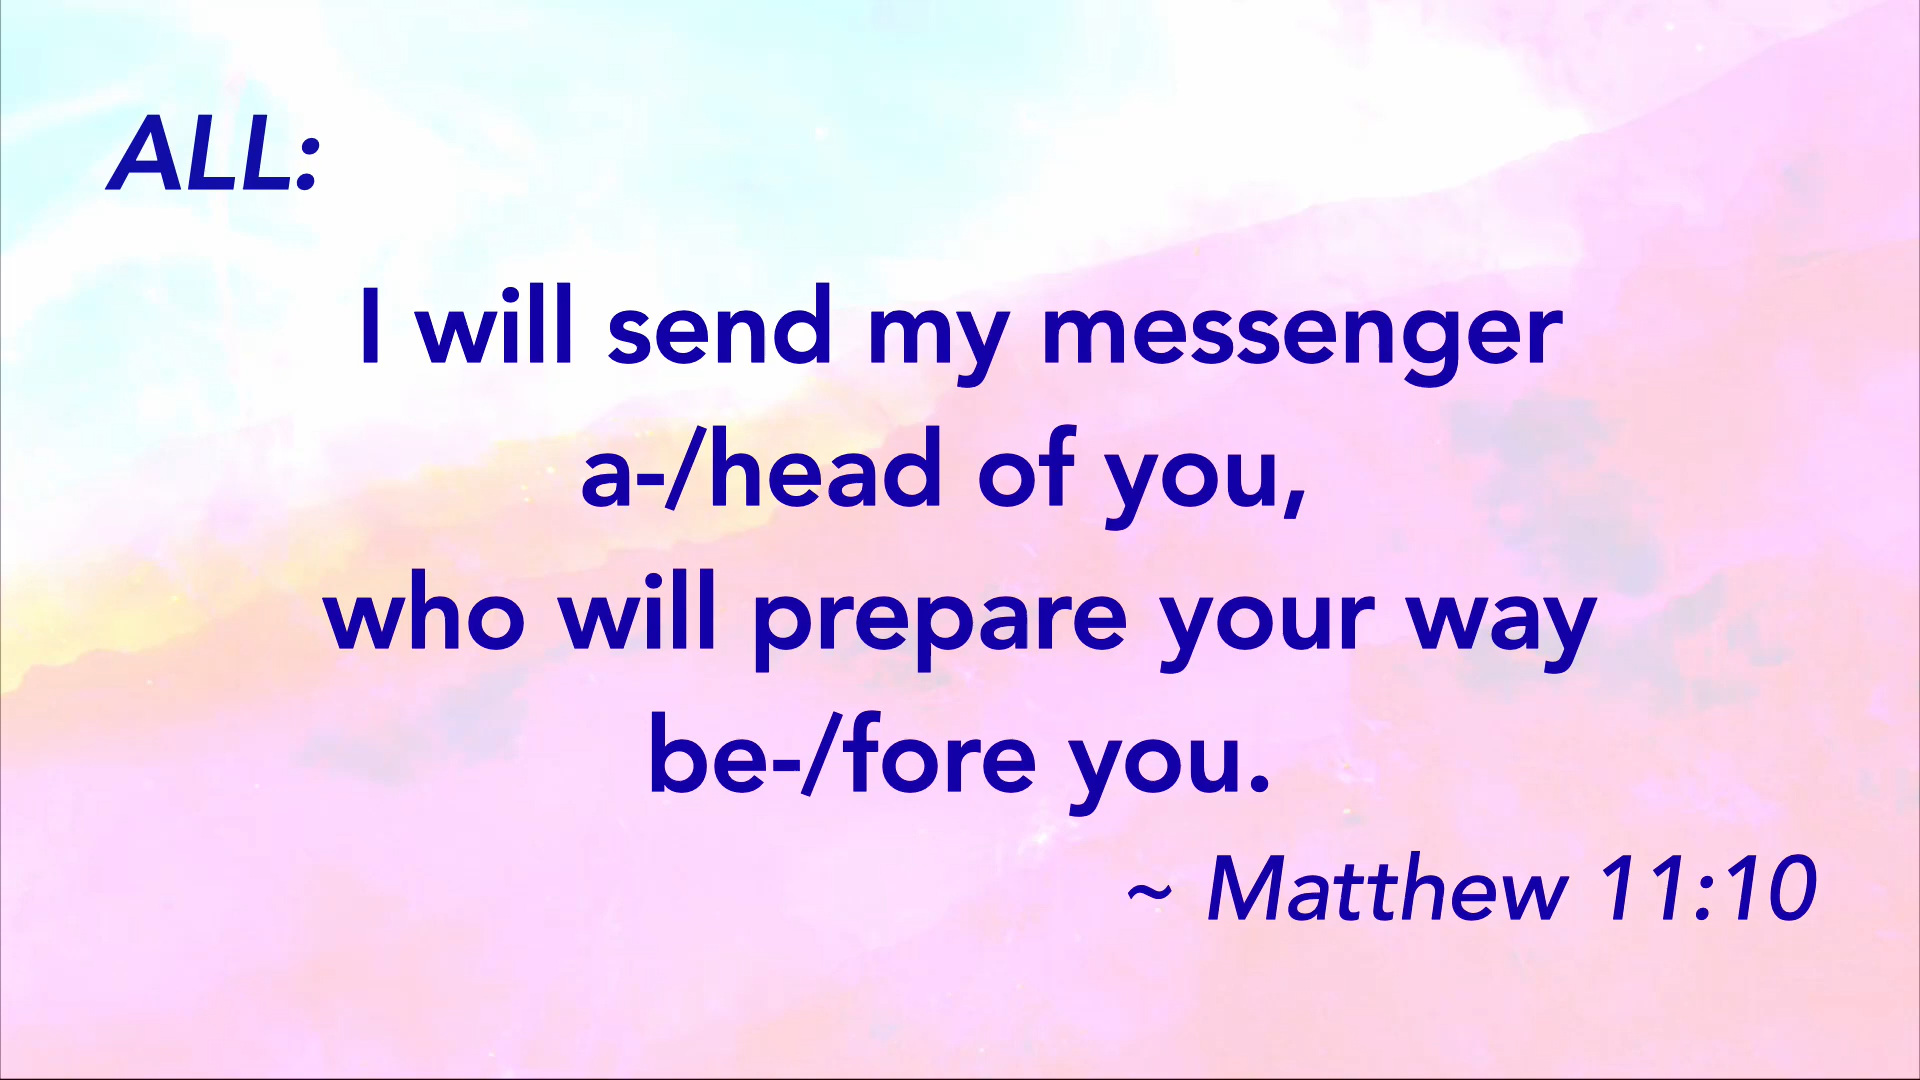 ALL:
I will send my messenger
a-/head of you,
who will prepare your way
be-/fore you.
~ Matthew 11:10